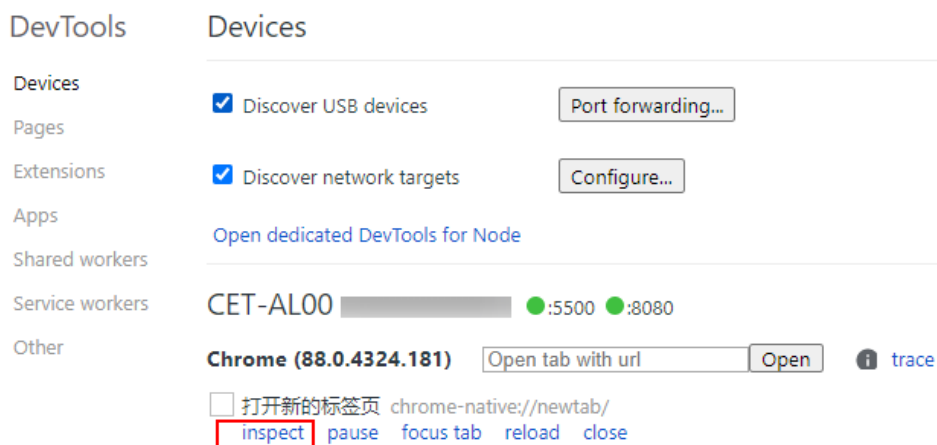 DevTools
Devices
Pages
Extensions
Apps
Shared workers
Service workers
Other
Devices
Discover USB devices
Port forwarding...
Discover network targets
Configure...
Open dedicated DevTools for Node
CET-AL00 :5500 :8080
Chrome (88.0.4324.181) Open tab with url Open trace
打开新的标签页 chrome-native://newtab/
inspect pause focus tab reload close